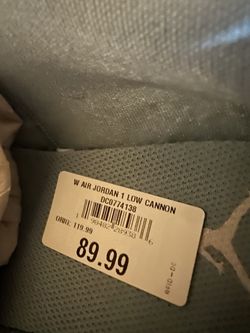 W AIR JORDAN 1 LOW CANNON
DC0774138
ORIG: 119.99
89.99